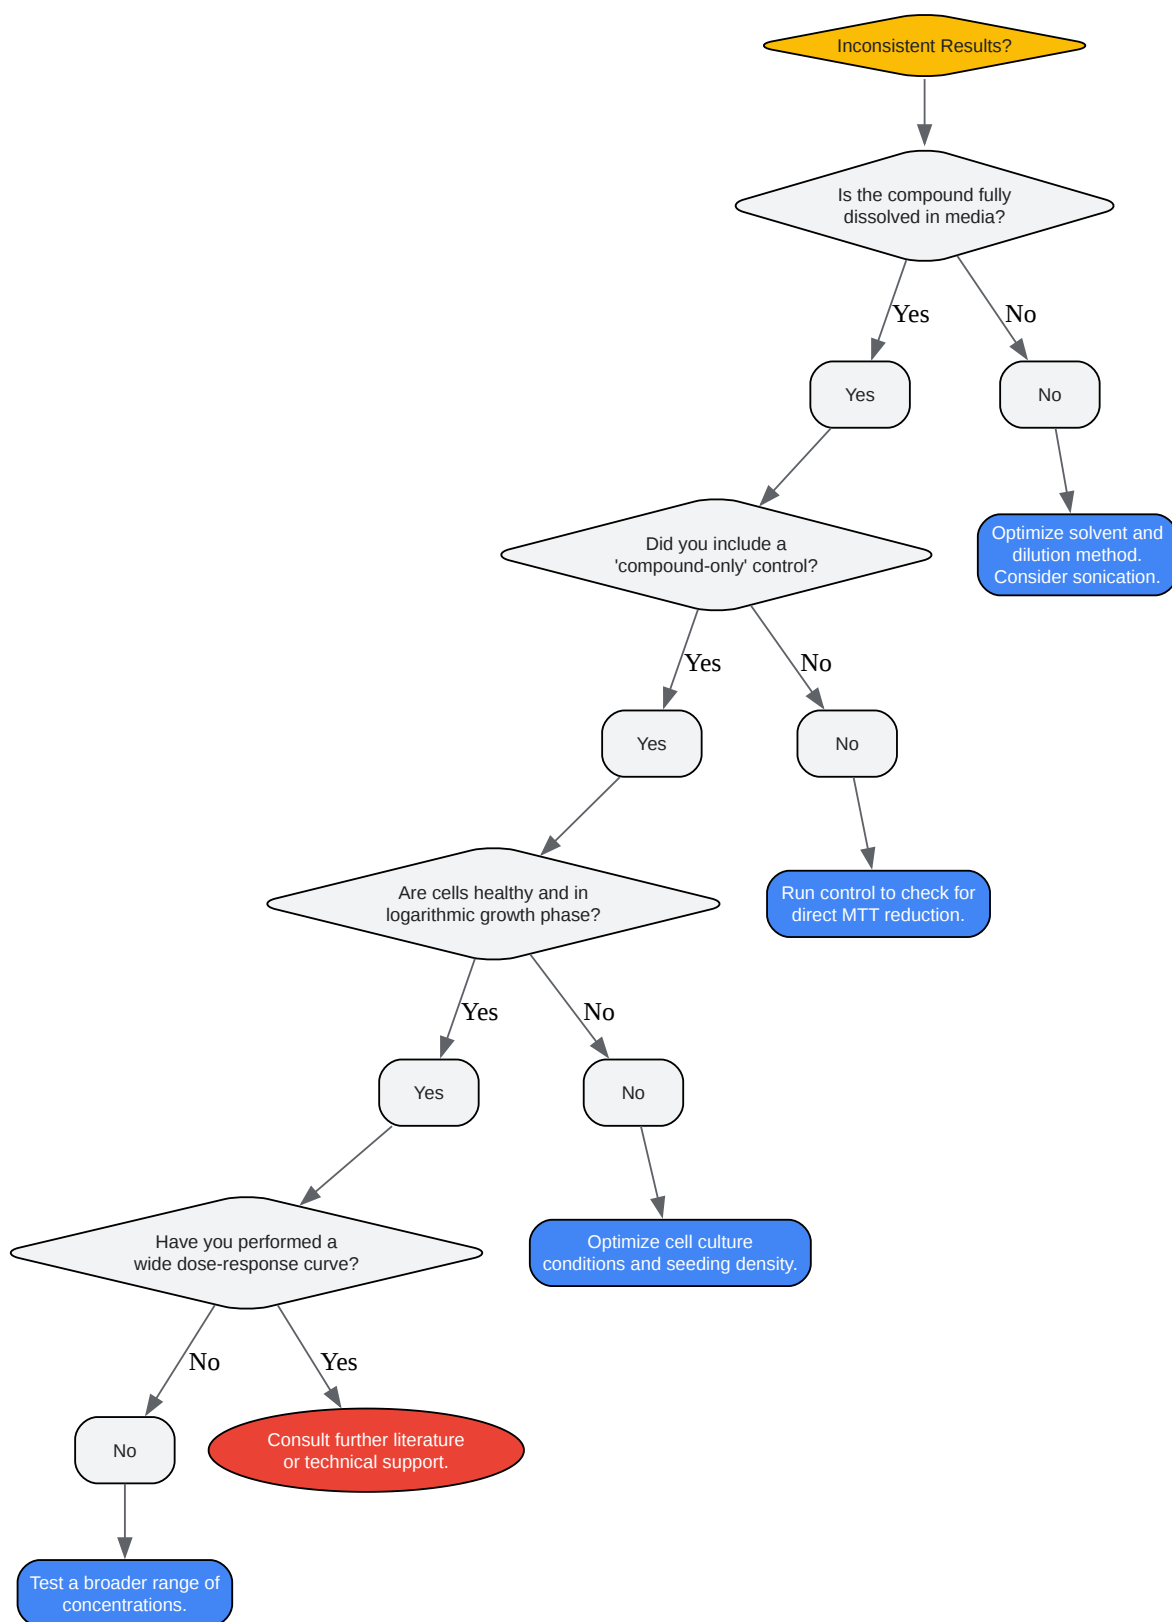 Inconsistent Results?
Is the compound fully
dissolved in media?
Yes
No
Yes
No
Did you include a
'compound-only' control?
Optimize solvent and
dilution method.
Consider sonication.
Yes
No
Yes
No
Are cells healthy and in
logarithmic growth phase?
Run control to check for
direct MTT reduction.
Yes
No
Yes
No
Have you performed a
wide dose-response curve?
Optimize cell culture
conditions and seeding density.
No
Yes
No
Consult further literature
or technical support.
Test a broader range of
concentrations.